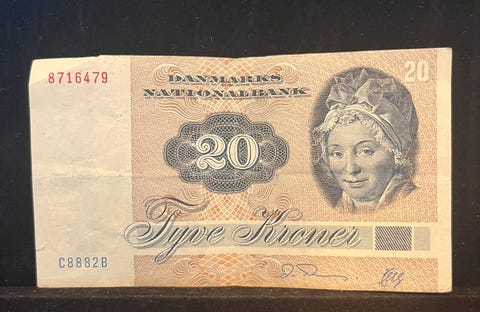 8716479
DANMARKS
NATIONALBANK
20
20
Tyve Kroner
C8882B